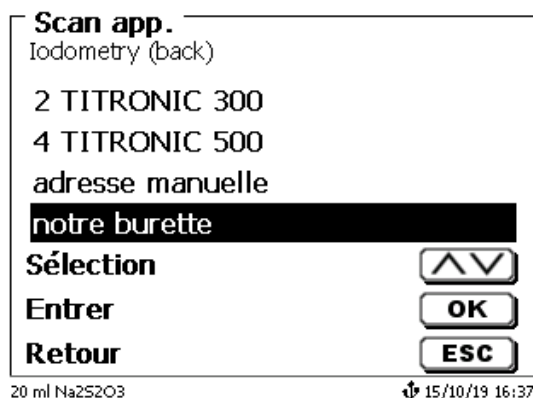 Scan app.
Iodometry (back)
2 TITRONIC 300
4 TITRONIC 500
adresse manuelle
notre burette
Sélection
Entrer OK
Retour ESC
20 ml Na2S2O3 15/10/19 16:37